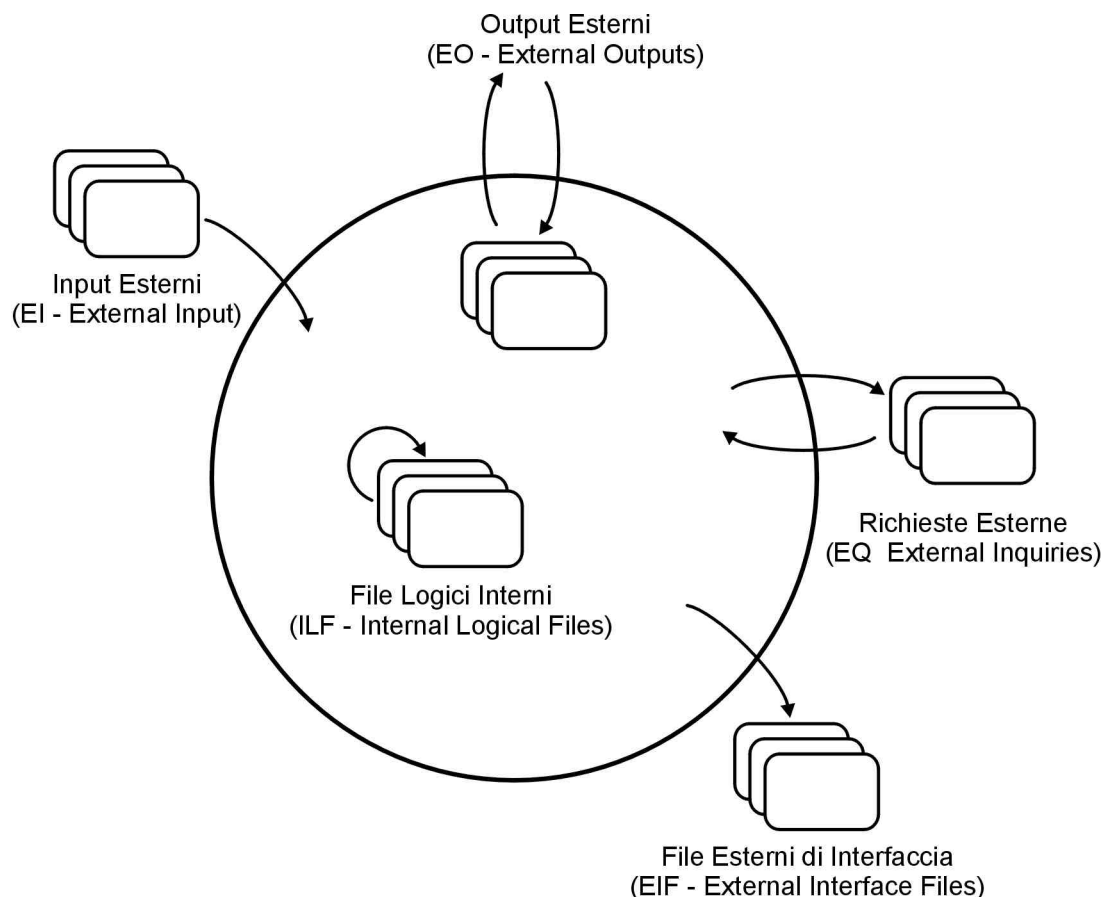 Output Esterni
(EO - External Outputs)
Input Esterni
(EI - External Input)
Richieste Esterne
(EQ  External Inquiries)
File Logici Interni
(ILF - Internal Logical Files)
File Esterni di Interfaccia
(EIF - External Interface Files)